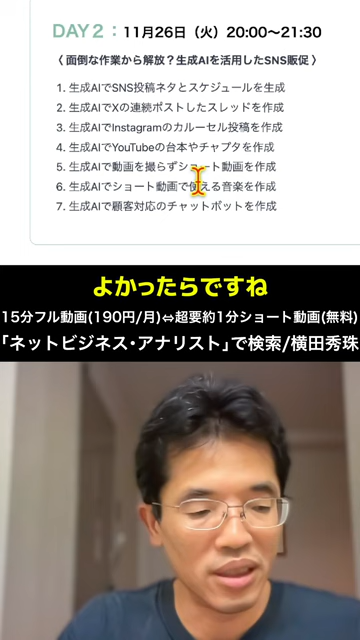 DAY２：11月26日（火）20:00〜21:30
〈 面倒な作業から解放？生成AIを活用したSNS販促 〉
1. 生成AIでSNS投稿ネタとスケジュールを生成
2. 生成AIでXの連続ポストしたスレッドを作成
3. 生成AIでInstagramのカルーセル投稿を作成
4. 生成AIでYouTubeの台本やチャプタを作成
5. 生成AIで動画を撮らずショート動画を作成
6. 生成AIでショート動画で使える音楽を作成
7. 生成AIで顧客対応のチャットボットを作成
よかったらですね
15分フル動画(190円/月)⇔超要約1分ショート動画(無料)
「ネットビジネス・アナリスト」で検索/横田秀珠